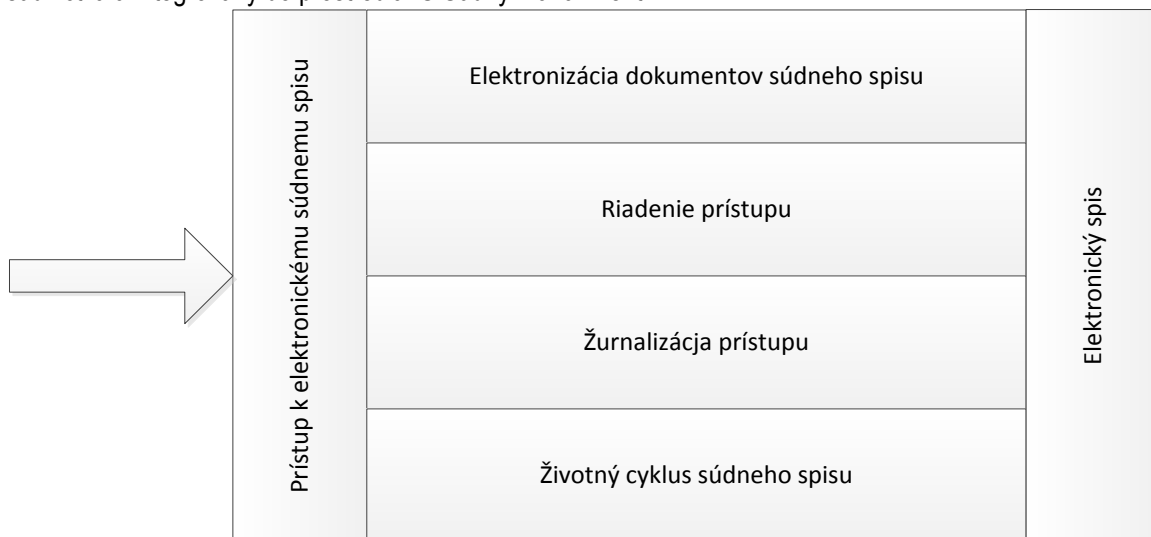 Prístup k elektronickému súdnemu spisu
Elektronizácia dokumentov súdneho spisu
Riadenie prístupu
Žurnalizácja prístupu
Životný cyklus súdneho spisu
Elektronický spis